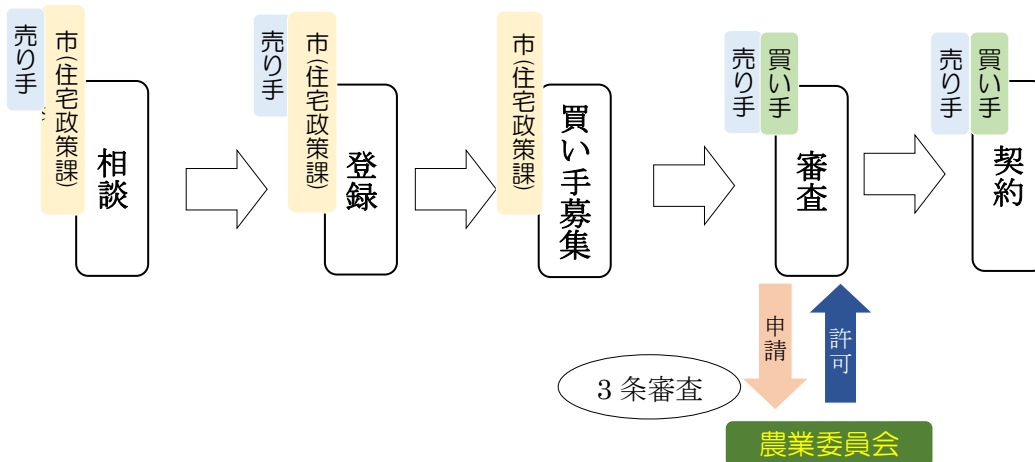 売り手
市(住宅政策課)
相談
売り手
市(住宅政策課)
登録
市(住宅政策課)
買い手募集
売り手
買い手
審査
売り手
買い手
契約
申請
許可
3条審査
農業委員会